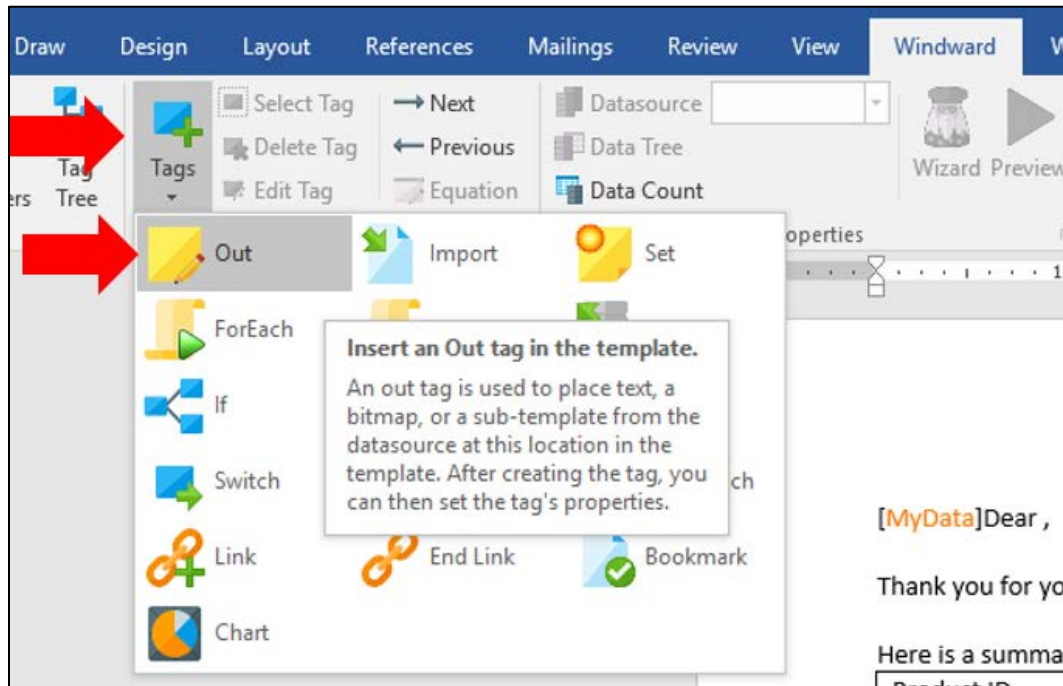 Draw Design Layout References Mailings Review View Windward
Select Tag Next Datasource
Delete Tag Previous Data Tree
Tag Tags Wizard Preview
ers Tree Edit Tag Equation Data Count
operties
Out Import Set
1
ForEach
Insert an Out tag in the template.
An out tag is used to place text, a
If bitmap, or a sub-template from the
datasource at this location in the
Switch template. After creating the tag, you ch
can then set the tag's properties.
[MyData]Dear ,
Link End Link Bookmark
Thank you for yo
Chart
Here is a summa
Product ID